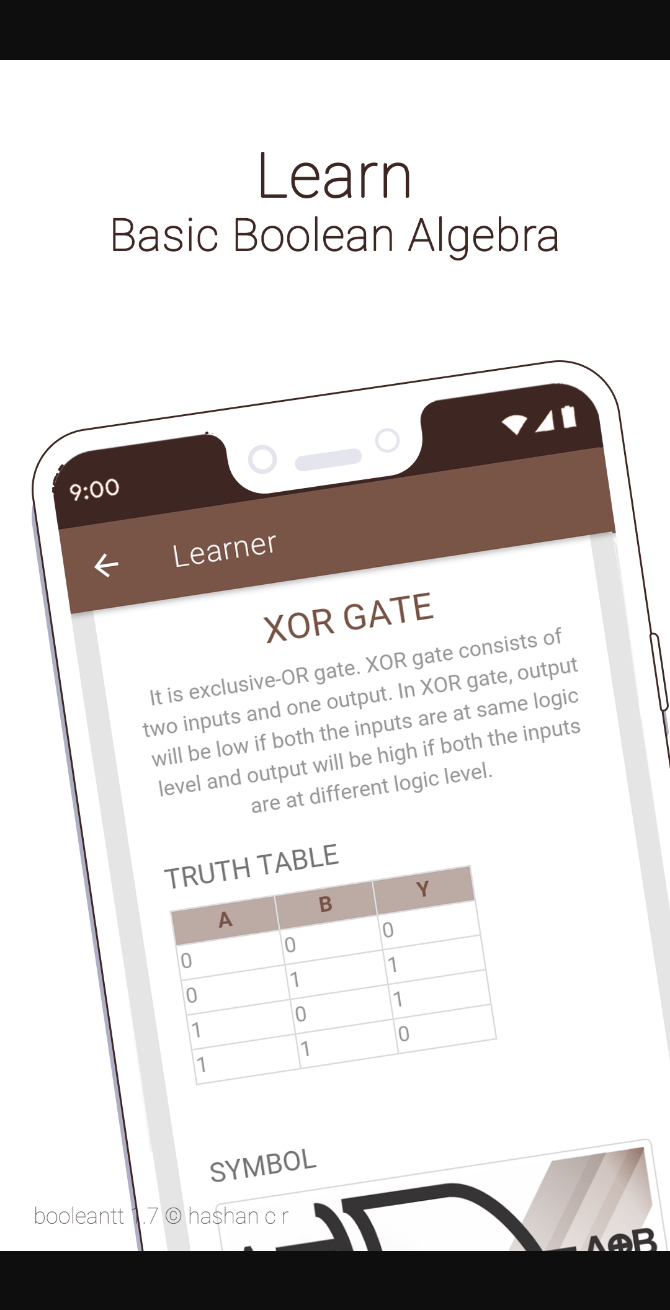 Learn
Basic Boolean Algebra
9:00
Learner
XOR GATE
It is exclusive-OR gate. XOR gate consists of
two inputs and one output. In XOR gate, output
will be low if both the inputs are at same logic
level and output will be high if both the inputs
are at different logic level.
TRUTH TABLE
A B Y
0 0 0
0 1 1
1 0 1
1 1 0
SYMBOL
A⊕B
booleantt 1.7 © hashan c r